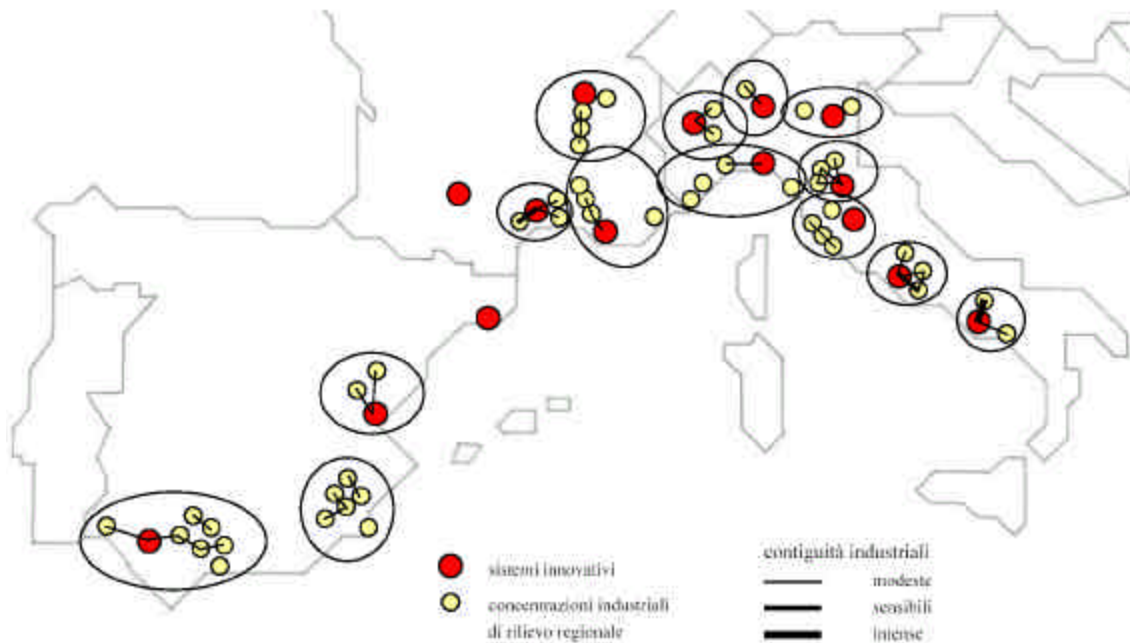 sistemi innovativi
concentrazioni industriali
di rilievo regionale
contiguità industriali
modeste
sensibili
intense